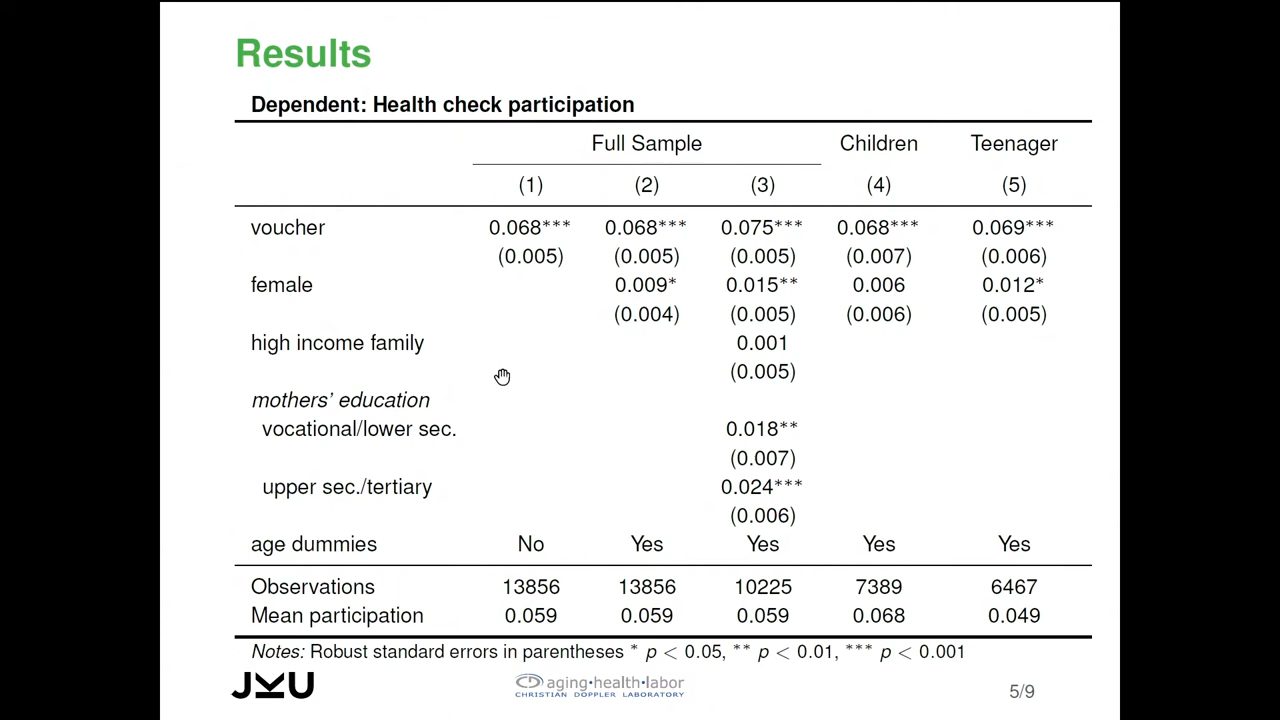 Results
Dependent: Health check participation
Full Sample Children Teenager
(1) (2) (3) (4) (5)
voucher 0.068*** 0.068*** 0.075*** 0.068*** 0.069***
(0.005) (0.005) (0.005) (0.007) (0.006)
female 0.009* 0.015** 0.006 0.012*
(0.004) (0.005) (0.006) (0.005)
high income family 0.001
(0.005)
mothers' education
vocational/lower sec. 0.018**
(0.007)
upper sec./tertiary 0.024***
(0.006)
age dummies No Yes Yes Yes Yes
Observations 13856 13856 10225 7389 6467
Mean participation 0.059 0.059 0.059 0.068 0.049
Notes: Robust standard errors in parentheses * p < 0.05, ** p < 0.01, *** p < 0.001
JKU aging·health·labor
CHRISTIAN DOPPLER LABORATORY
5/9